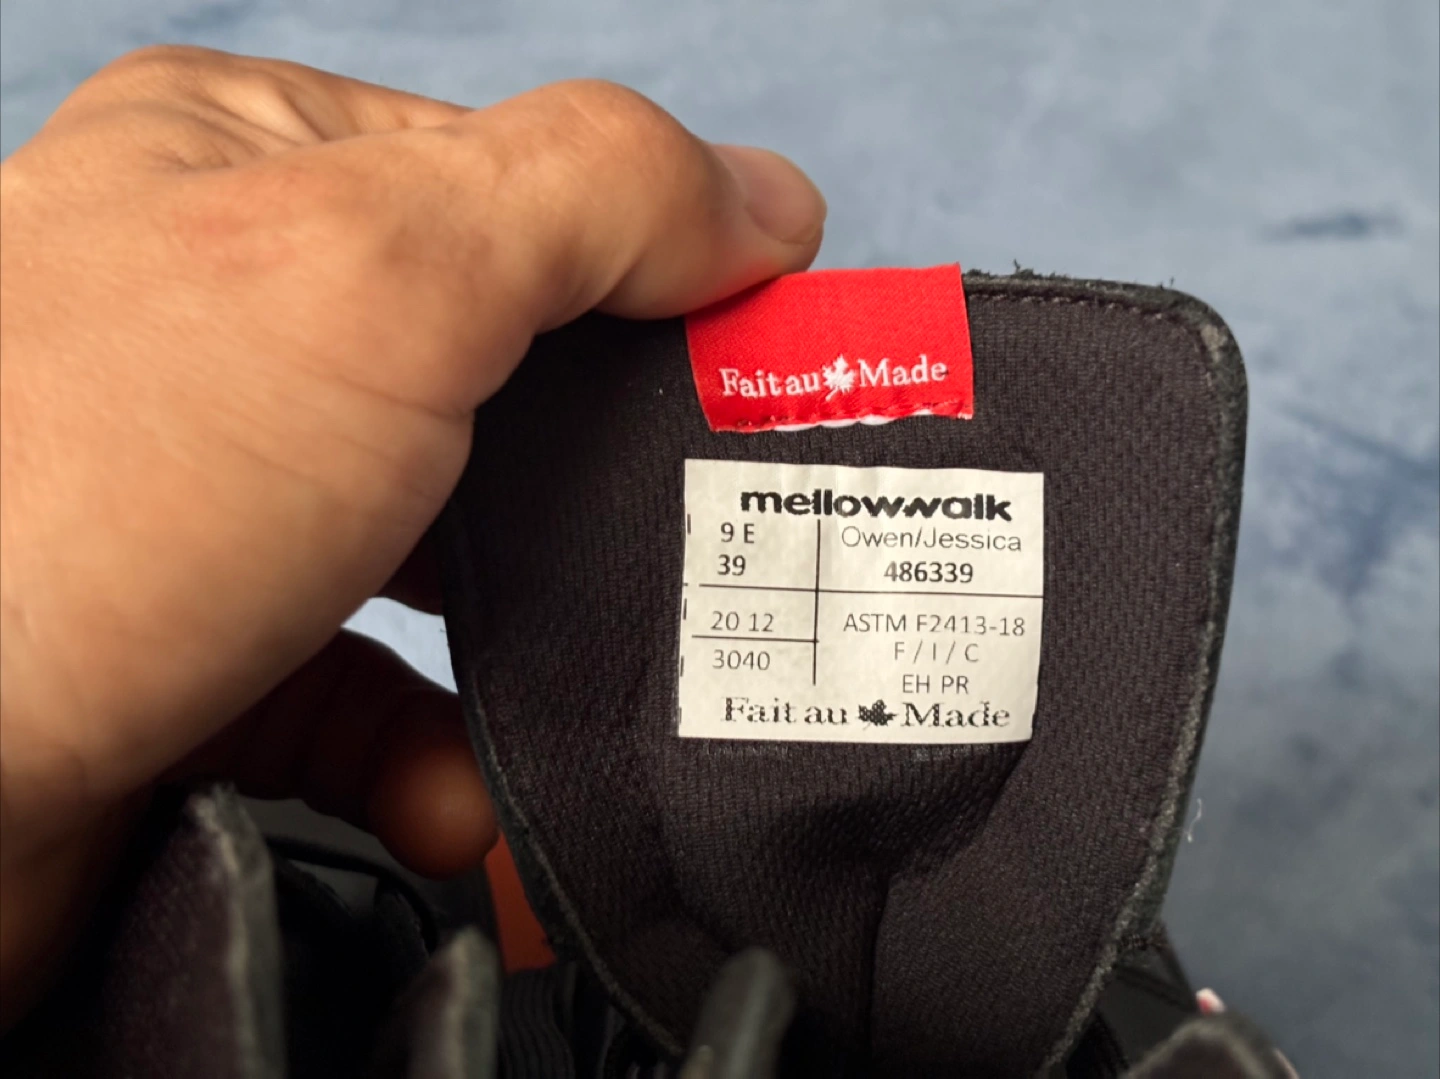 Fait au Made
mellowwalk
9 E
39
Owen/Jessica
486339
20 12
3040
ASTM F2413-18
F / I / C
EH PR
Fait au Made